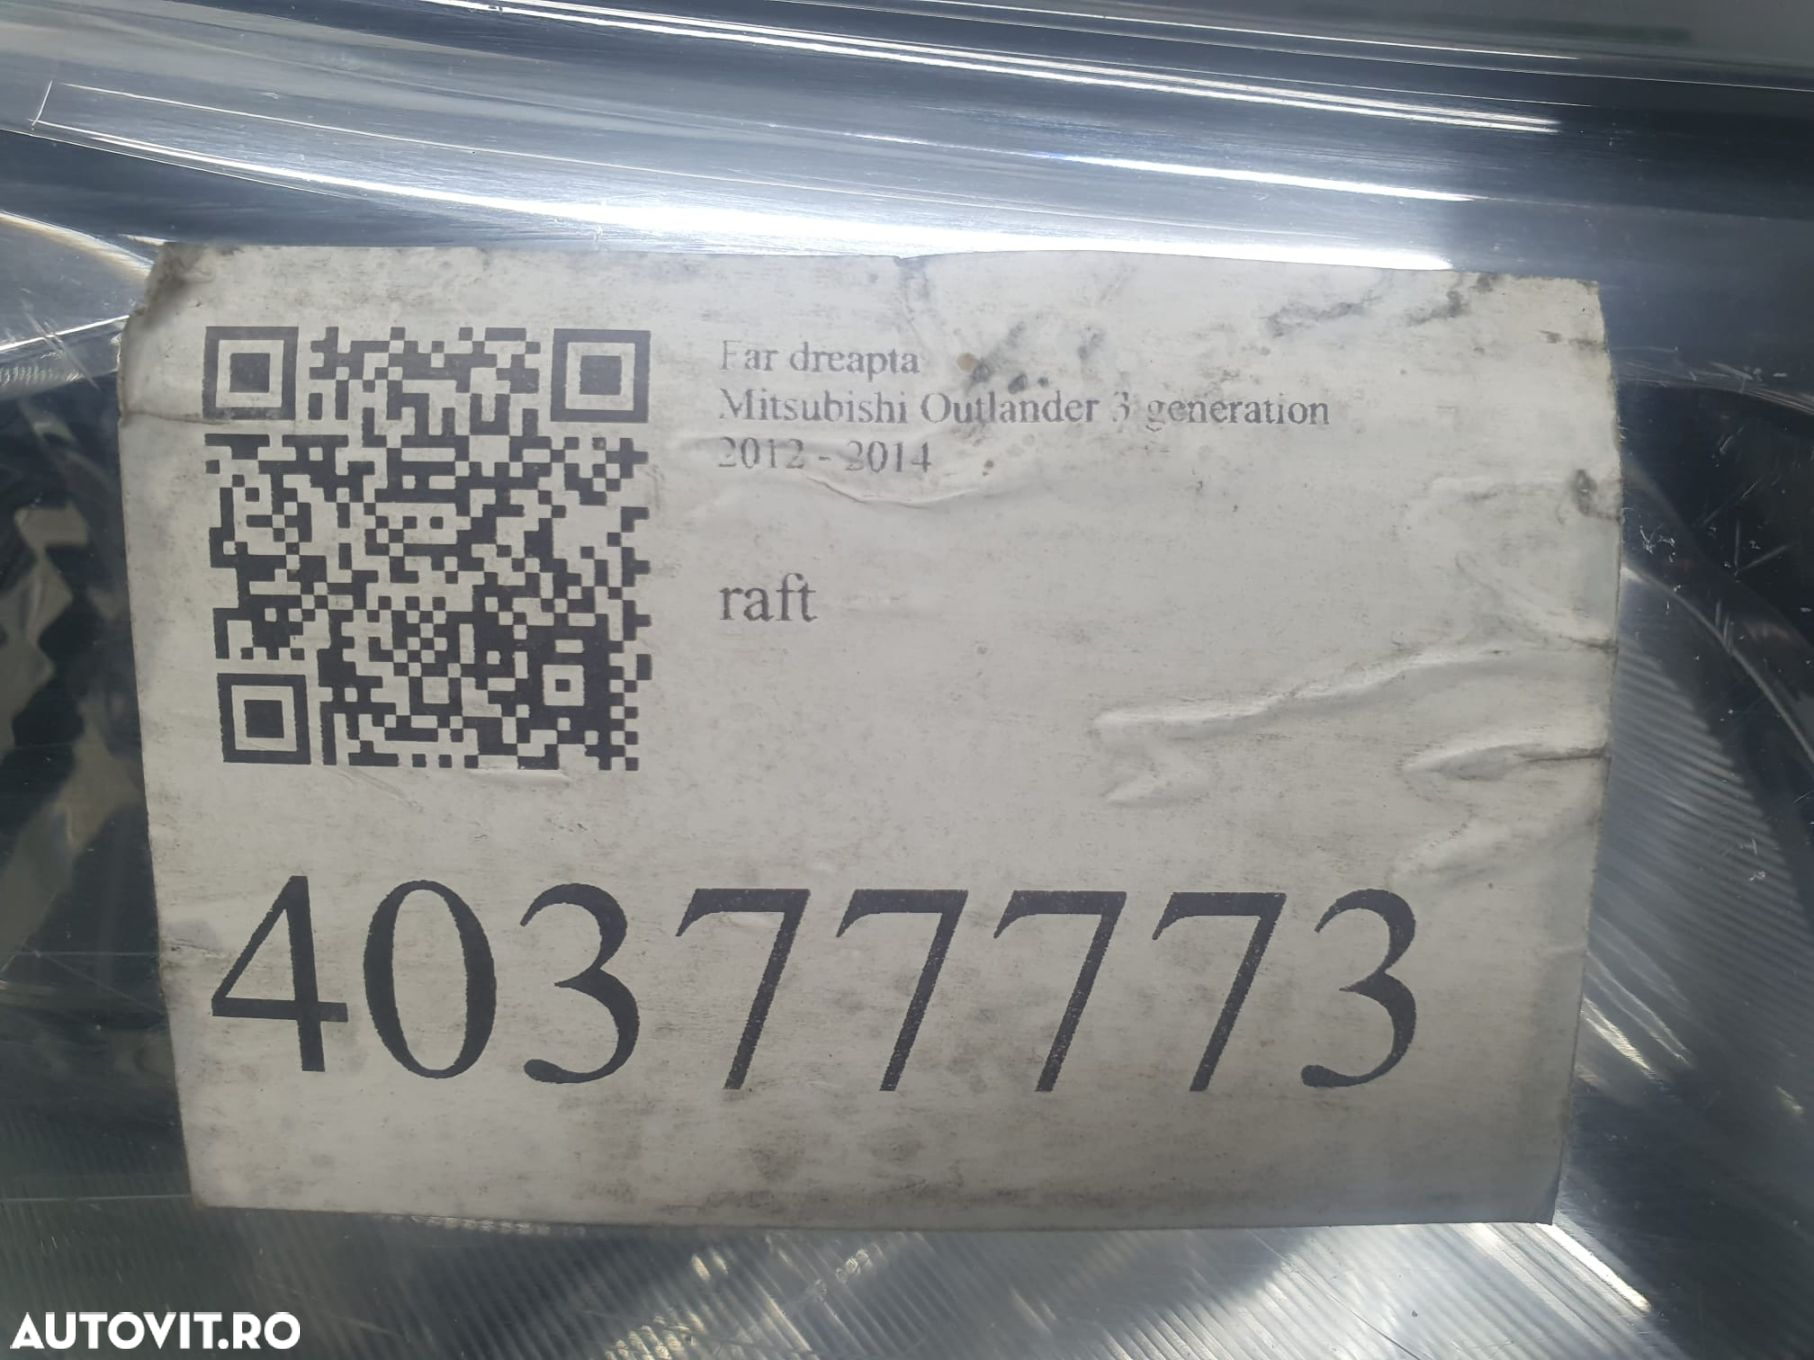 Far dreapta
Mitsubishi Outlander 3 generation
2012 - 2014
raft
40377773
AUTOVIT.RO